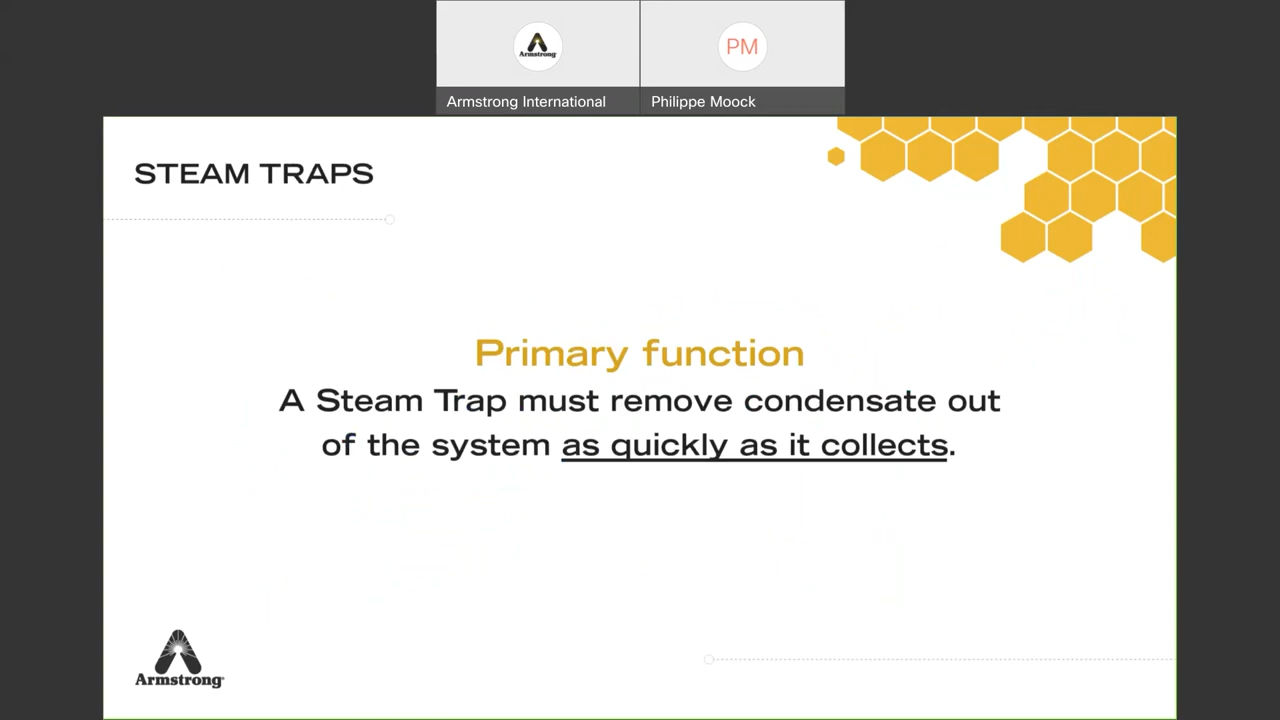 Armstrong
PM
Armstrong International
Philippe Moock
STEAM TRAPS
Primary function
A Steam Trap must remove condensate out
of the system as quickly as it collects.
Armstrong